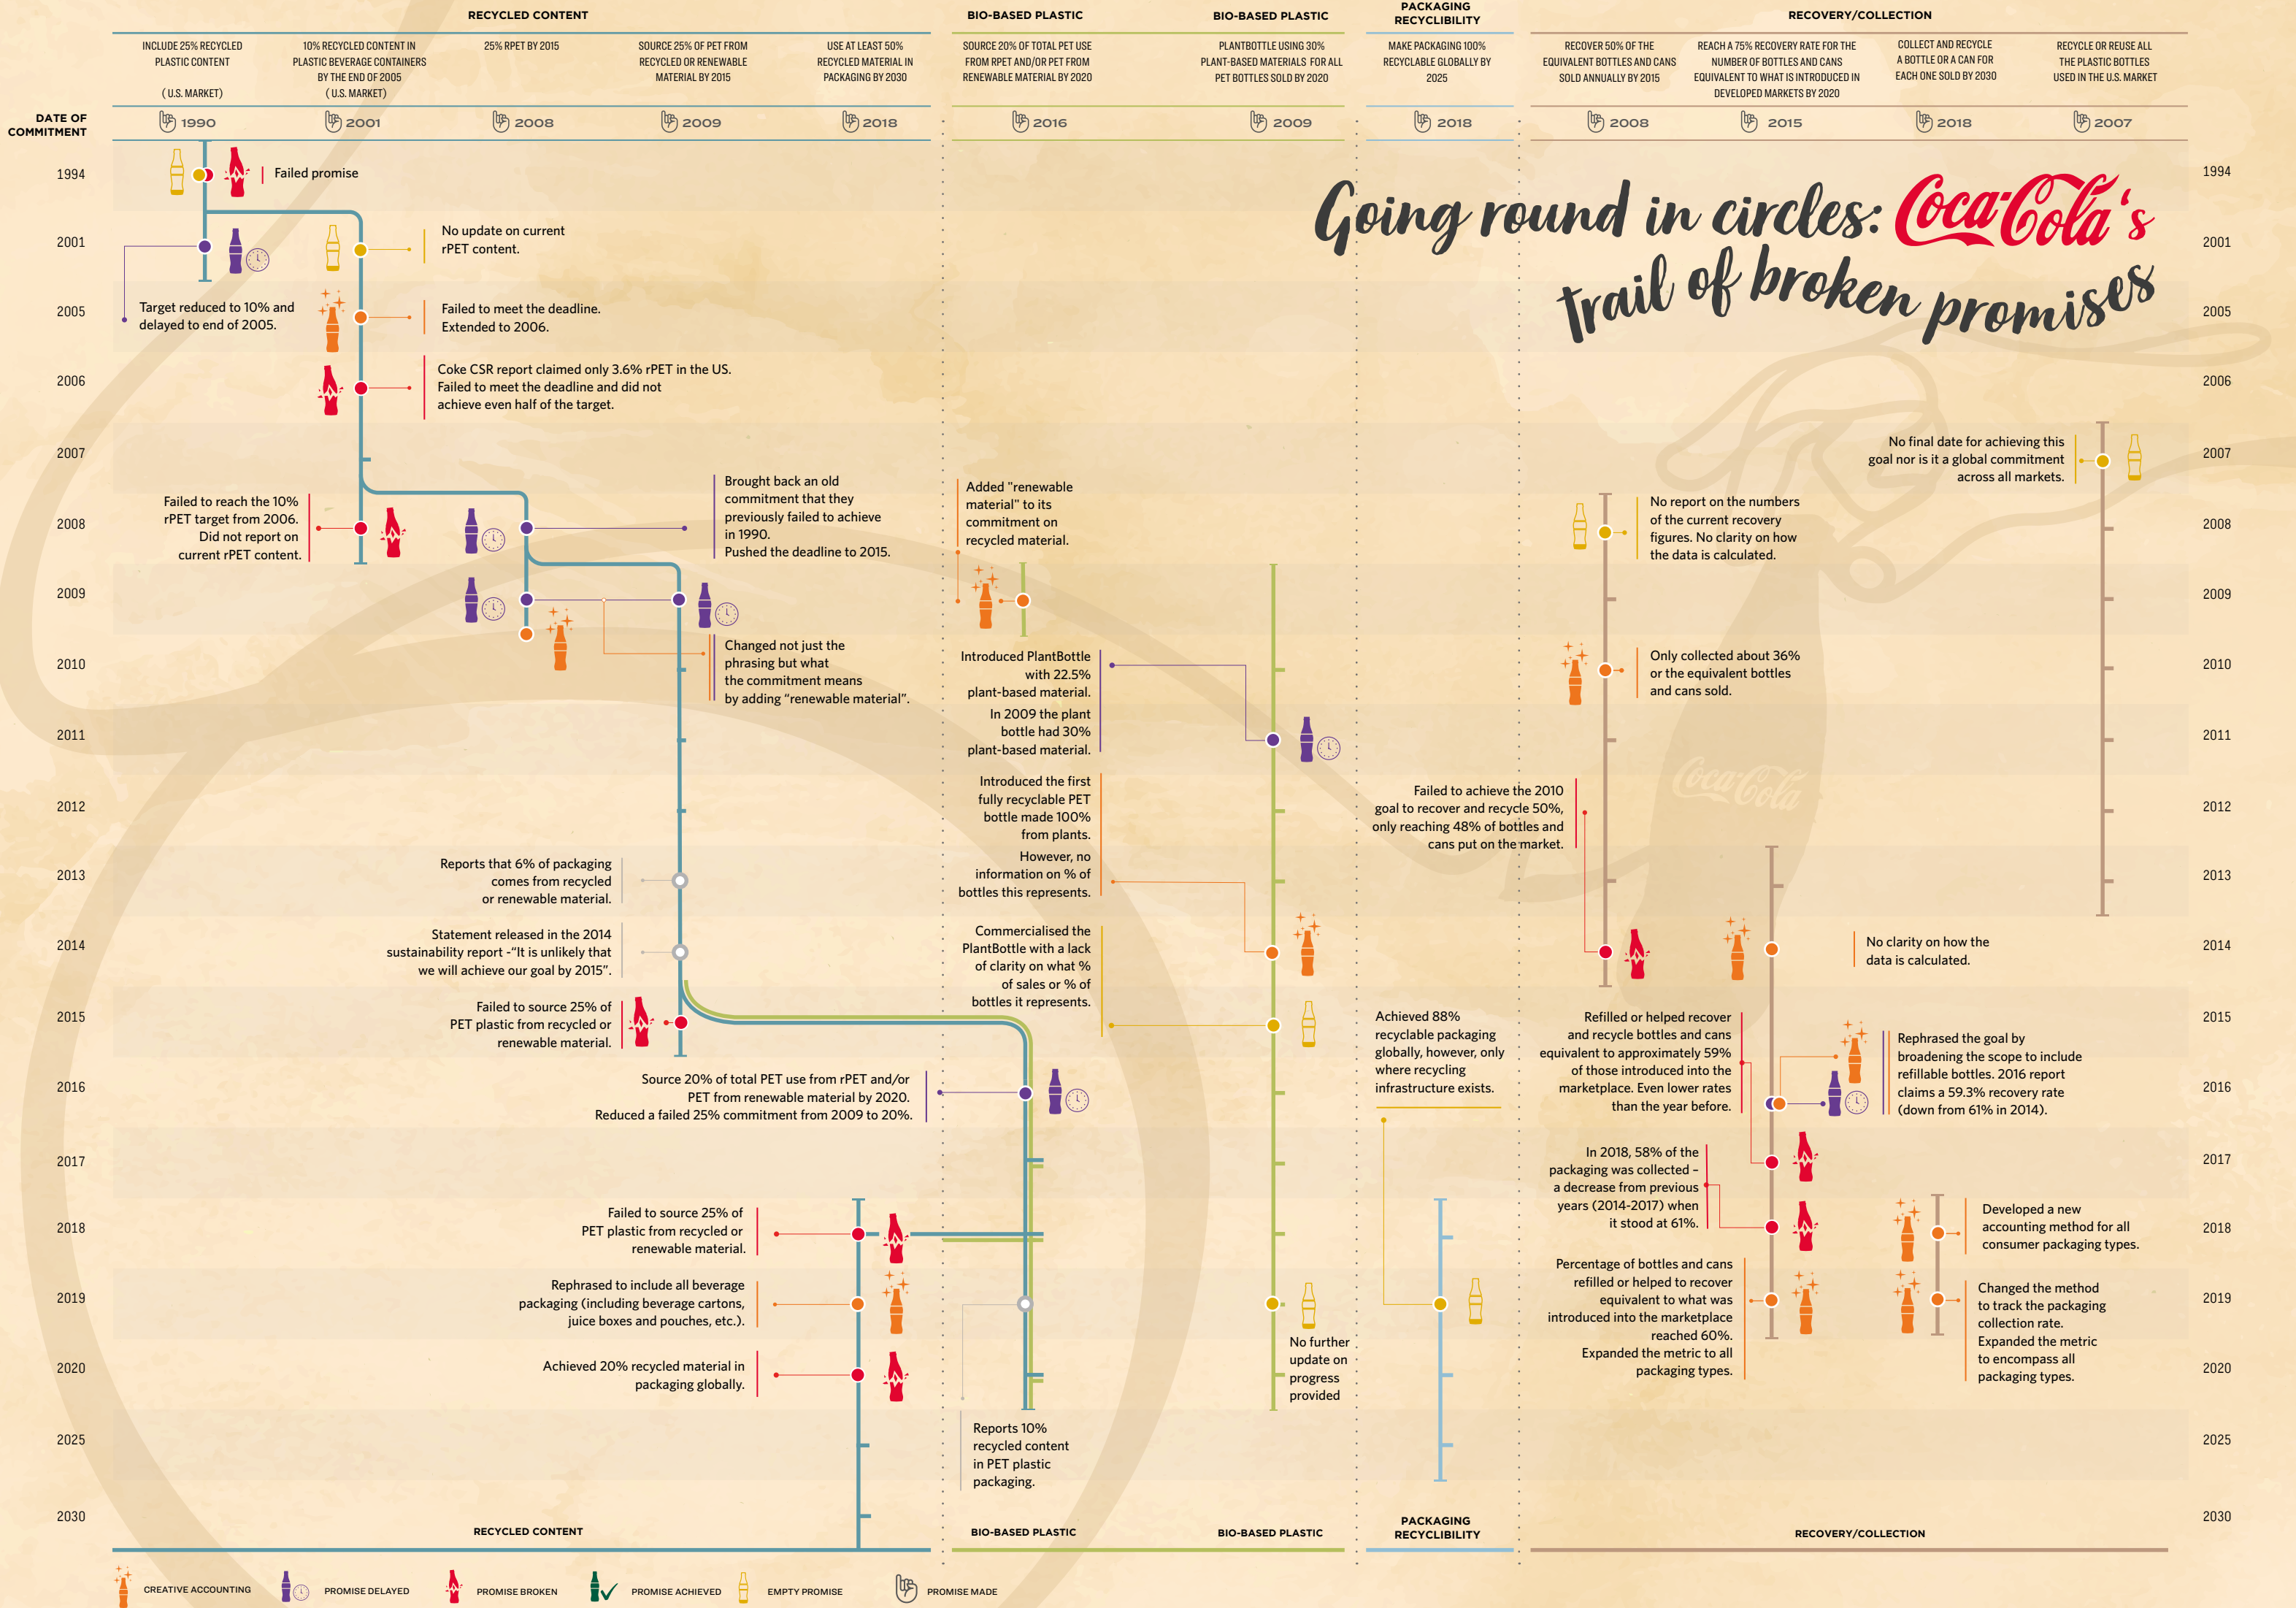 RECYCLED CONTENT
BIO-BASED PLASTIC
BIO-BASED PLASTIC
PACKAGING
RECYCLIBILITY
RECOVERY/COLLECTION
INCLUDE 25% RECYCLED
PLASTIC CONTENT
( U.S. MARKET)
10% RECYCLED CONTENT IN
PLASTIC BEVERAGE CONTAINERS
BY THE END OF 2005
( U.S. MARKET)
25% RPET BY 2015
SOURCE 25% OF PET FROM
RECYCLED OR RENEWABLE
MATERIAL BY 2015
USE AT LEAST 50%
RECYCLED MATERIAL IN
PACKAGING BY 2030
SOURCE 20% OF TOTAL PET USE
FROM RPET AND/OR PET FROM
RENEWABLE MATERIAL BY 2020
PLANTBOTTLE USING 30%
PLANT-BASED MATERIALS FOR ALL
PET BOTTLES SOLD BY 2020
MAKE PACKAGING 100%
RECYCLABLE GLOBALLY BY
2025
RECOVER 50% OF THE
EQUIVALENT BOTTLES AND CANS
SOLD ANNUALLY BY 2015
REACH A 75% RECOVERY RATE FOR THE
NUMBER OF BOTTLES AND CANS
EQUIVALENT TO WHAT IS INTRODUCED IN
DEVELOPED MARKETS BY 2020
COLLECT AND RECYCLE
A BOTTLE OR A CAN FOR
EACH ONE SOLD BY 2030
RECYCLE OR REUSE ALL
THE PLASTIC BOTTLES
USED IN THE U.S. MARKET
DATE OF
COMMITMENT
1990
2001
2008
2009
2018
2016
2009
2018
2008
2015
2018
2007
Going round in circles: Coca-Cola's
trail of broken promises
1994
2001
2005
2006
2007
2008
2009
2010
2011
2012
2013
2014
2015
2016
2017
2018
2019
2020
2025
2030
Failed promise
Target reduced to 10% and
delayed to end of 2005.
No update on current
rPET content.
Failed to meet the deadline.
Extended to 2006.
Coke CSR report claimed only 3.6% rPET in the US.
Failed to meet the deadline and did not
achieve even half of the target.
Failed to reach the 10%
rPET target from 2006.
Did not report on
current rPET content.
Brought back an old
commitment that they
previously failed to achieve
in 1990.
Pushed the deadline to 2015.
Changed not just the
phrasing but what
the commitment means
by adding “renewable material”.
Reports that 6% of packaging
comes from recycled
or renewable material.
Statement released in the 2014
sustainability report -“It is unlikely that
we will achieve our goal by 2015”.
Failed to source 25% of
PET plastic from recycled or
renewable material.
Source 20% of total PET use from rPET and/or
PET from renewable material by 2020.
Reduced a failed 25% commitment from 2009 to 20%.
Failed to source 25% of
PET plastic from recycled or
renewable material.
Rephrased to include all beverage
packaging (including beverage cartons,
juice boxes and pouches, etc.).
Achieved 20% recycled material in
packaging globally.
Added "renewable
material" to its
commitment on
recycled material.
Introduced PlantBottle
with 22.5%
plant-based material.
In 2009 the plant
bottle had 30%
plant-based material.
Introduced the first
fully recyclable PET
bottle made 100%
from plants.
However, no
information on % of
bottles this represents.
Commercialised the
PlantBottle with a lack
of clarity on what %
of sales or % of
bottles it represents.
Reports 10%
recycled content
in PET plastic
packaging.
No further
update on
progress
provided
Achieved 88%
recyclable packaging
globally, however, only
where recycling
infrastructure exists.
No report on the numbers
of the current recovery
figures. No clarity on how
the data is calculated.
Only collected about 36%
or the equivalent bottles
and cans sold.
Failed to achieve the 2010
goal to recover and recycle 50%,
only reaching 48% of bottles and
cans put on the market.
Coca-Cola
No final date for achieving this
goal nor is it a global commitment
across all markets.
No clarity on how the
data is calculated.
Refilled or helped recover
and recycle bottles and cans
equivalent to approximately 59%
of those introduced into the
marketplace. Even lower rates
than the year before.
Rephrased the goal by
broadening the scope to include
refillable bottles. 2016 report
claims a 59.3% recovery rate
(down from 61% in 2014).
In 2018, 58% of the
packaging was collected –
a decrease from previous
years (2014-2017) when
it stood at 61%.
Percentage of bottles and cans
refilled or helped to recover
equivalent to what was
introduced into the marketplace
reached 60%.
Expanded the metric to all
packaging types.
Developed a new
accounting method for all
consumer packaging types.
Changed the method
to track the packaging
collection rate.
Expanded the metric
to encompass all
packaging types.
1994
2001
2005
2006
2007
2008
2009
2010
2011
2012
2013
2014
2015
2016
2017
2018
2019
2020
2025
2030
RECYCLED CONTENT
BIO-BASED PLASTIC
BIO-BASED PLASTIC
PACKAGING
RECYCLIBILITY
RECOVERY/COLLECTION
CREATIVE ACCOUNTING
PROMISE DELAYED
PROMISE BROKEN
PROMISE ACHIEVED
EMPTY PROMISE
PROMISE MADE